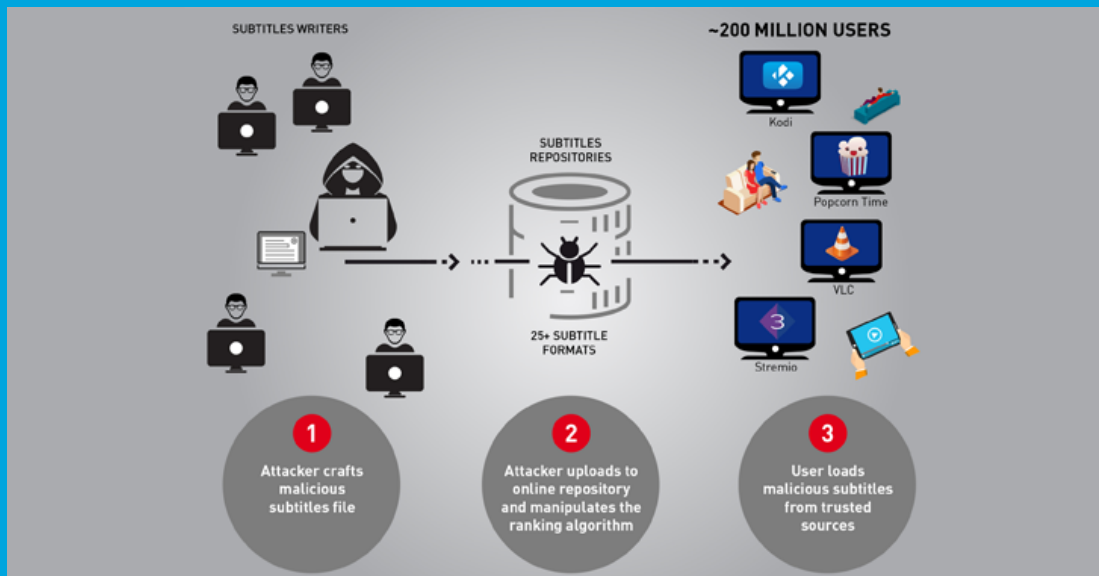 SUBTITLES WRITERS
~200 MILLION USERS
Kodi
SUBTITLES
REPOSITORIES
Popcorn Time
VLC
3
Stremio
25+ SUBTITLE
FORMATS
1
Attacker crafts
malicious
subtitles file
2
Attacker uploads to
online repository
and manipulates the
ranking algorithm
3
User loads
malicious subtitles
from trusted
sources